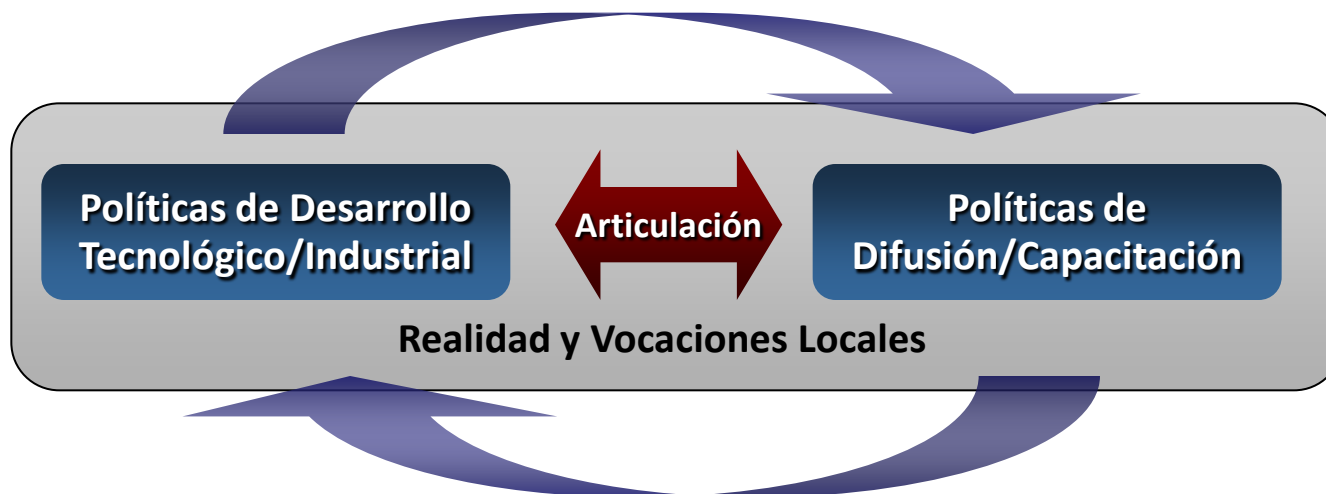 Políticas de Desarrollo
Tecnológico/Industrial
Articulación
Políticas de
Difusión/Capacitación
Realidad y Vocaciones Locales